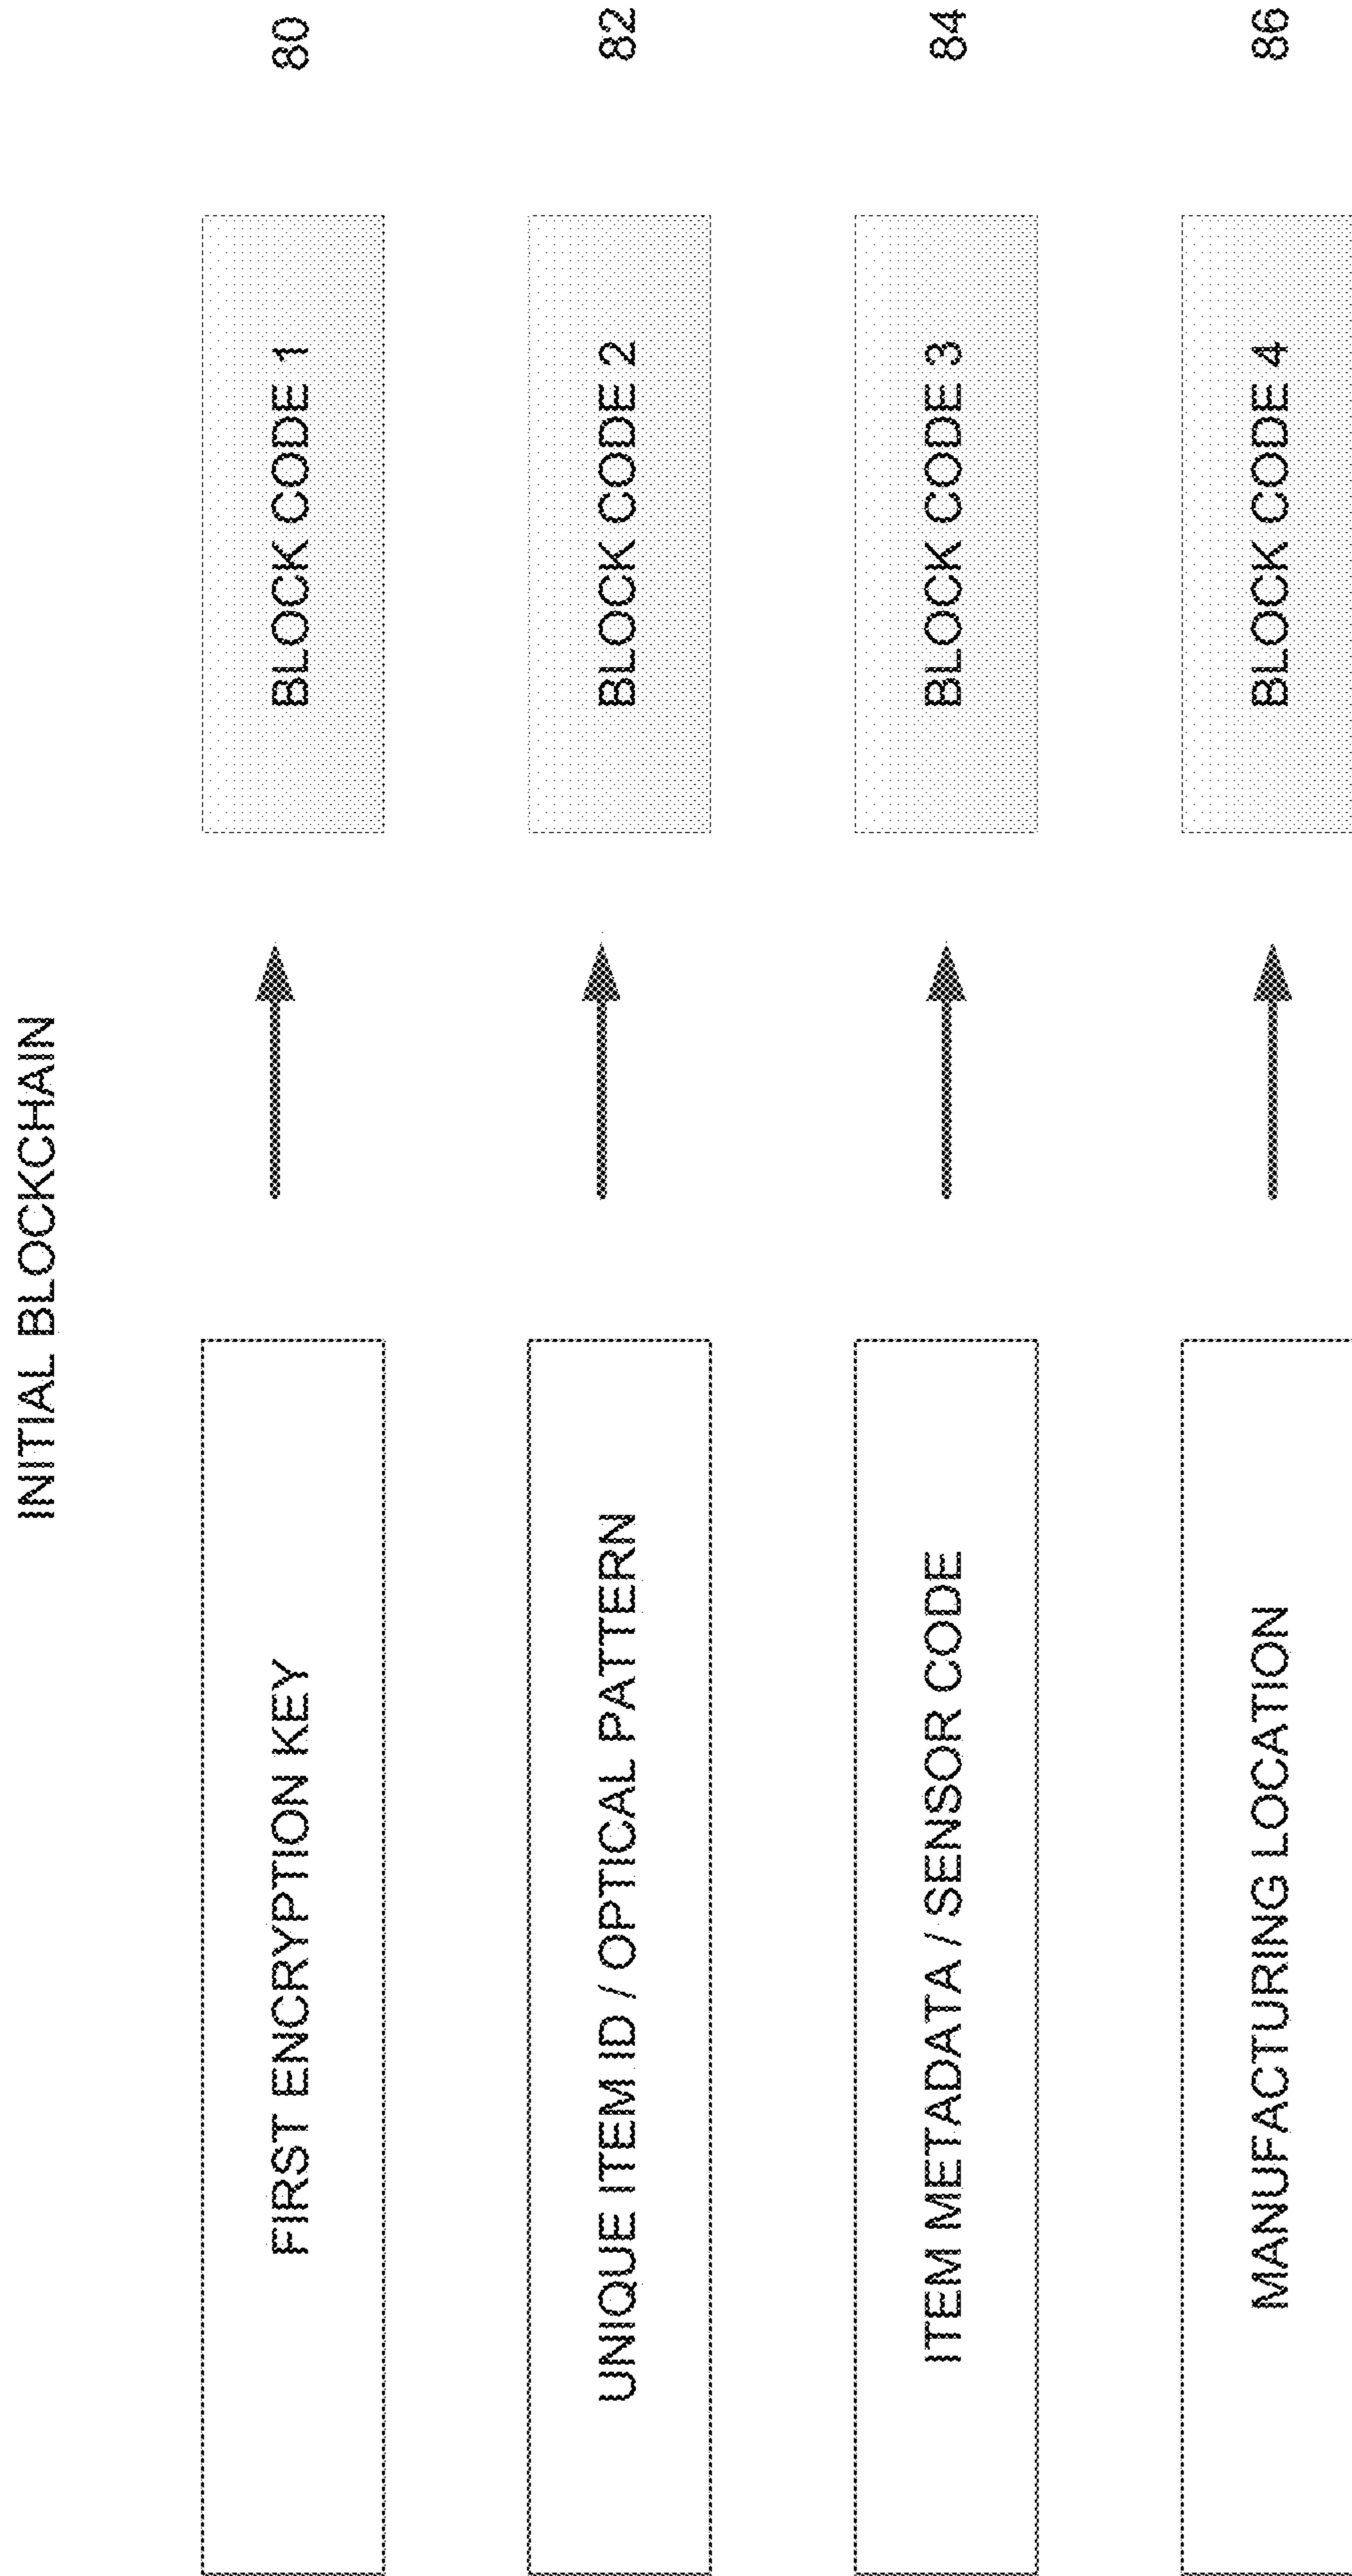 INITIAL BLOCKCHAIN
FIRST ENCRYPTION KEY
BLOCK CODE 1
80
UNIQUE ITEM ID / OPTICAL PATTERN
BLOCK CODE 2
82
ITEM METADATA / SENSOR CODE
BLOCK CODE 3
84
MANUFACTURING LOCATION
BLOCK CODE 4
86